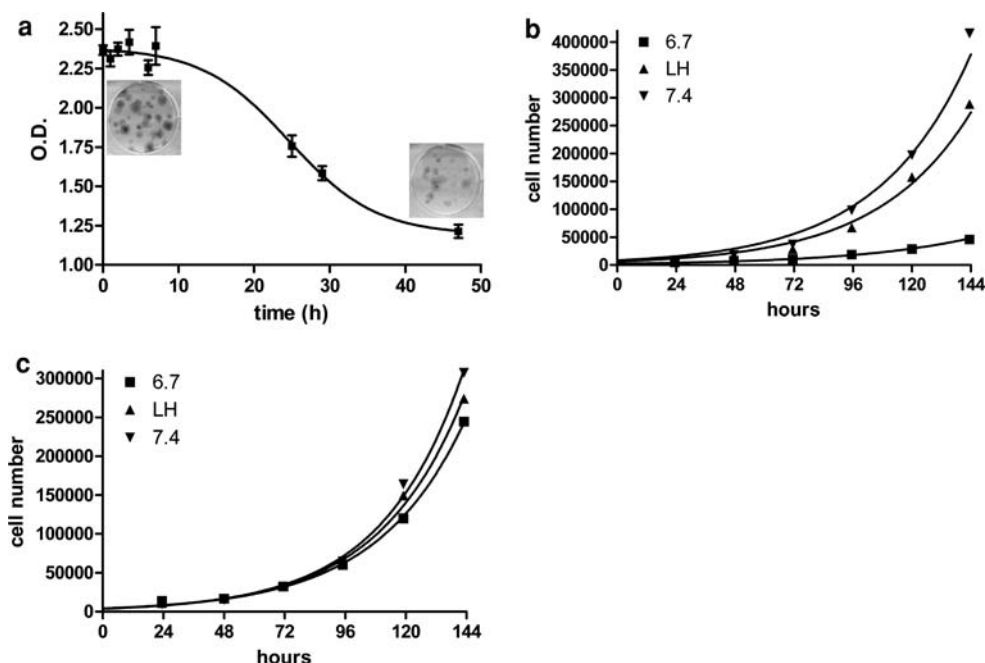 a
2.50
2.25
2.00
1.75
1.50
1.25
1.00
O.D.
0 10 20 30 40 50
time (h)
b
6.7
LH
7.4
400000
350000
300000
250000
200000
150000
100000
50000
0
cell number
0 24 48 72 96 120 144
hours
c
6.7
LH
7.4
300000
250000
200000
150000
100000
50000
0
cell number
0 24 48 72 96 120 144
hours